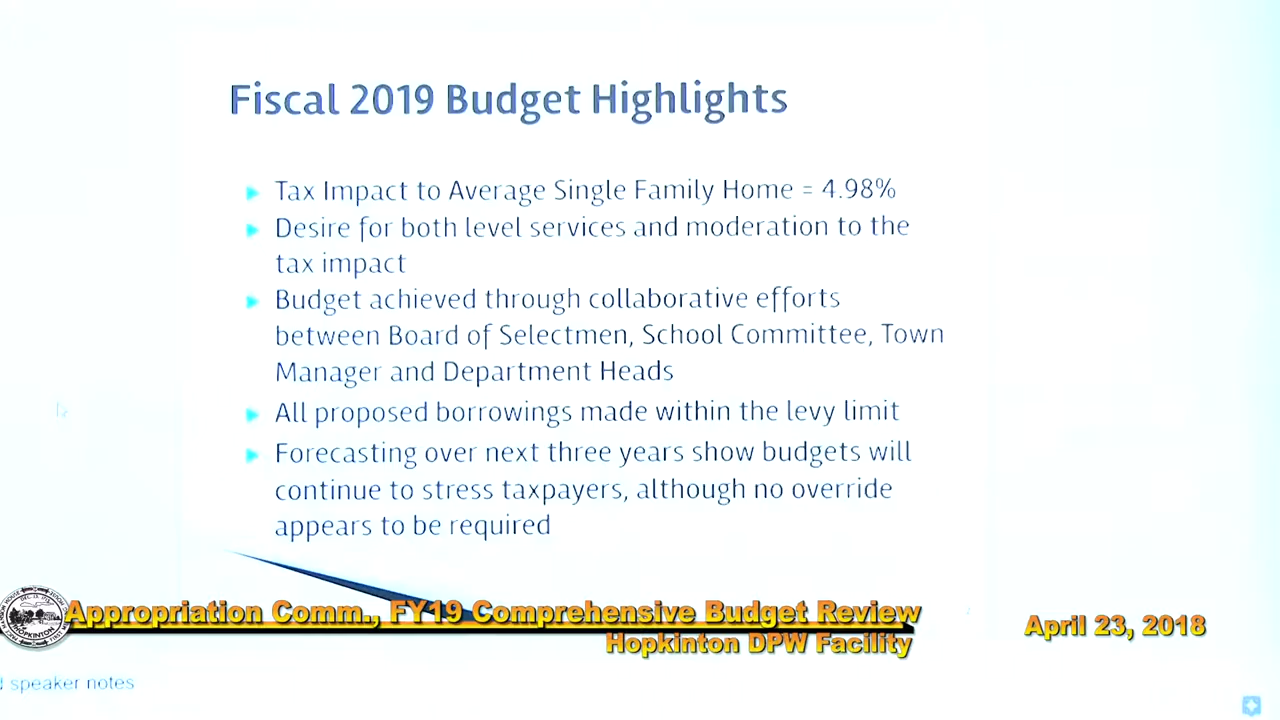 Fiscal 2019 Budget Highlights
Tax Impact to Average Single Family Home = 4.98%
Desire for both level services and moderation to the
tax impact
Budget achieved through collaborative efforts
between Board of Selectmen, School Committee, Town
Manager and Department Heads
All proposed borrowings made within the levy limit
Forecasting over next three years show budgets will
continue to stress taxpayers, although no override
appears to be required
HOPKINTON
Appropriation Comm., FY19 Comprehensive Budget Review
Hopkinton DPW Facility
April 23, 2018
speaker notes